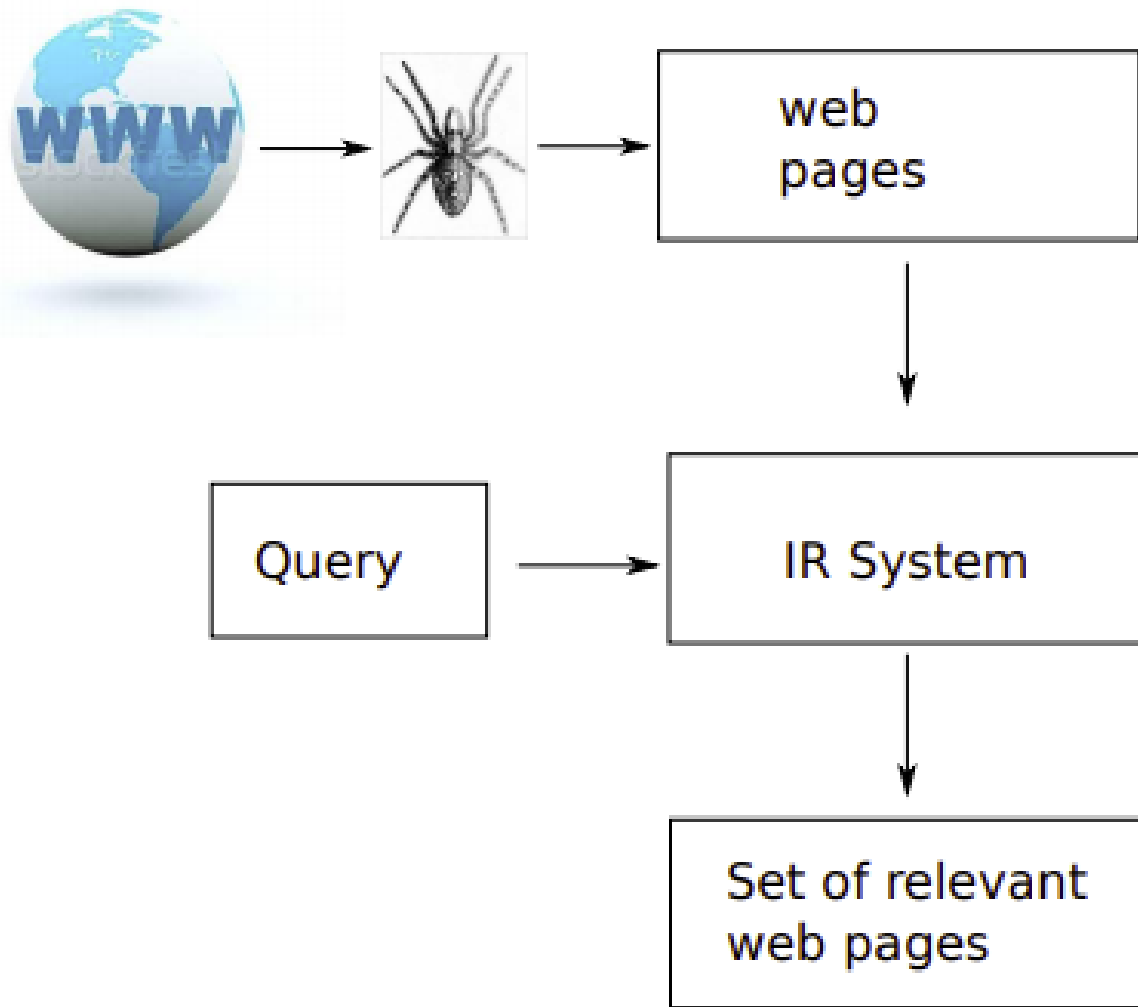 WWW
web
pages
Query
IR System
Set of relevant
web pages